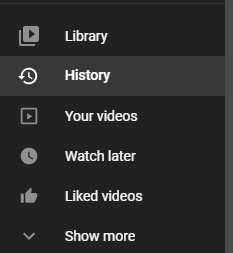 Library
History
Your videos
Watch later
Liked videos
Show more